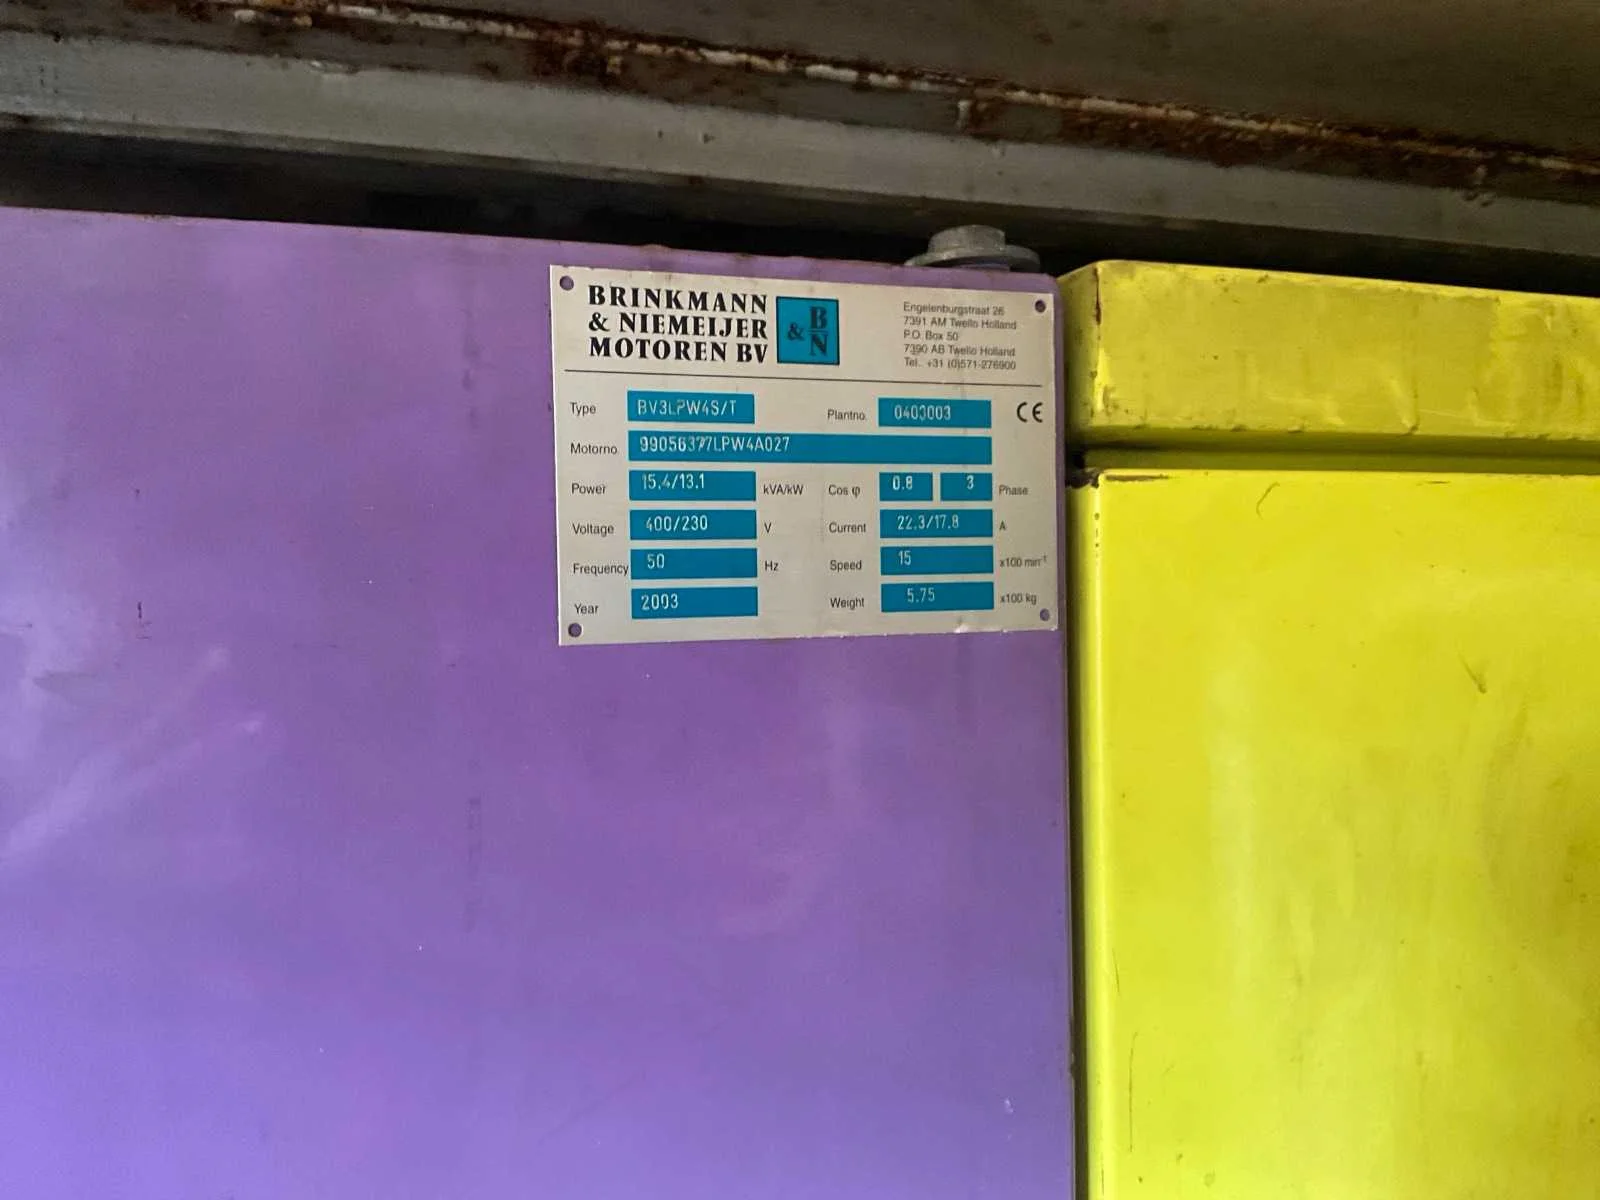 BRINKMANN
& NIEMEIJER
MOTOREN BV
B
& N
Engelenburgstraat 26
7391 AM Twello Holland
P.O. Box 50
7390 AB Twello Holland
Tel.. +31 (0)571-276900
Type BV3LPW4S/T Plantno. 0403003 CE
Motorno. 99056377LPW4A027
Power 15.4/13.1 kVA/kW Cos φ 0.8 3 Phase
Voltage 400/230 V Current 22.3/17.8 A
Frequency 50 Hz Speed 15 x100 min⁻¹
Year 2003 Weight 5.75 x100 kg